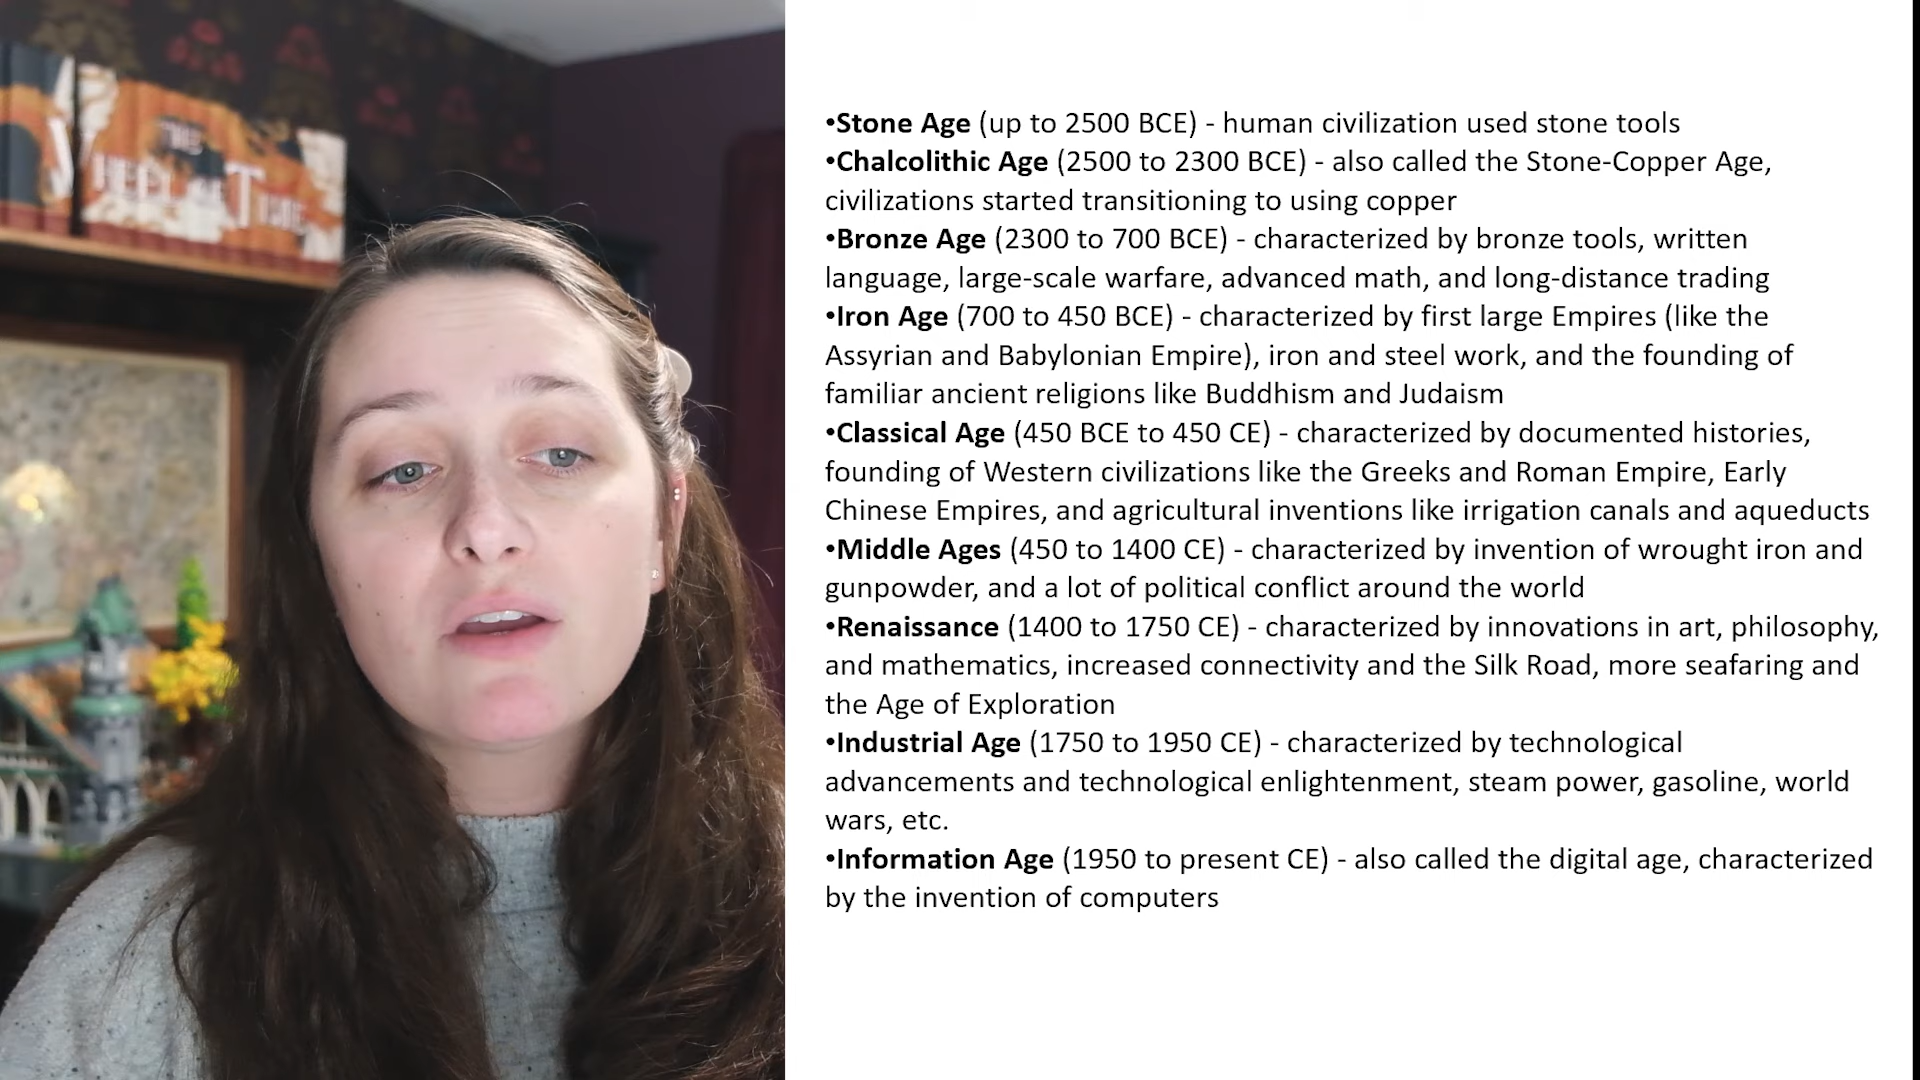 THE
WHEEL OF TIME
•Stone Age (up to 2500 BCE) - human civilization used stone tools
•Chalcolithic Age (2500 to 2300 BCE) - also called the Stone-Copper Age,
civilizations started transitioning to using copper
•Bronze Age (2300 to 700 BCE) - characterized by bronze tools, written
language, large-scale warfare, advanced math, and long-distance trading
•Iron Age (700 to 450 BCE) - characterized by first large Empires (like the
Assyrian and Babylonian Empire), iron and steel work, and the founding of
familiar ancient religions like Buddhism and Judaism
•Classical Age (450 BCE to 450 CE) - characterized by documented histories,
founding of Western civilizations like the Greeks and Roman Empire, Early
Chinese Empires, and agricultural inventions like irrigation canals and aqueducts
•Middle Ages (450 to 1400 CE) - characterized by invention of wrought iron and
gunpowder, and a lot of political conflict around the world
•Renaissance (1400 to 1750 CE) - characterized by innovations in art, philosophy,
and mathematics, increased connectivity and the Silk Road, more seafaring and
the Age of Exploration
•Industrial Age (1750 to 1950 CE) - characterized by technological
advancements and technological enlightenment, steam power, gasoline, world
wars, etc.
•Information Age (1950 to present CE) - also called the digital age, characterized
by the invention of computers